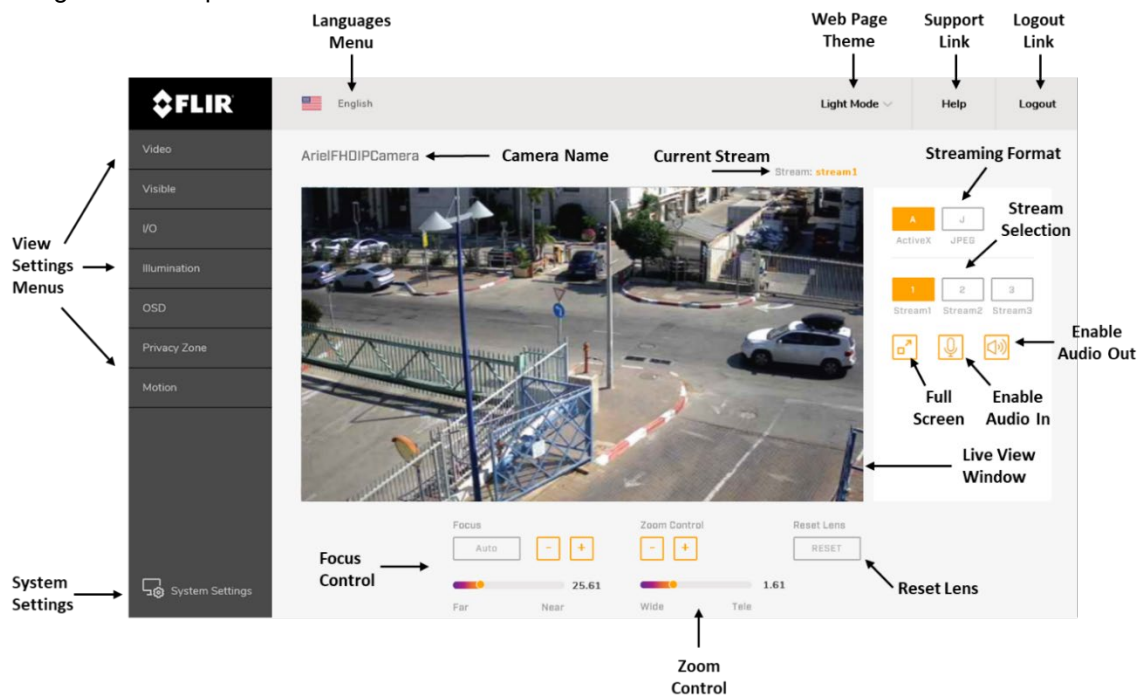 Languages
Menu
Web Page
Theme
Support
Link
Logout
Link
FLIR
English
Light Mode
Help
Logout
Video
Visible
I/O
Illumination
OSD
Privacy Zone
Motion
System Settings
View
Settings
Menus
System
Settings
ArielFHDIPCamera
Camera Name
Current Stream
Stream: stream1
Streaming Format
A
J
ActiveX
JPEG
Stream
Selection
1
2
3
Stream1
Stream2
Stream3
Enable
Audio Out
Full
Screen
Enable
Audio In
Live View
Window
Focus
Control
Focus
Auto
-
+
25.61
Far
Near
Zoom Control
-
+
1.61
Wide
Tele
Reset Lens
RESET
Reset Lens
Zoom
Control